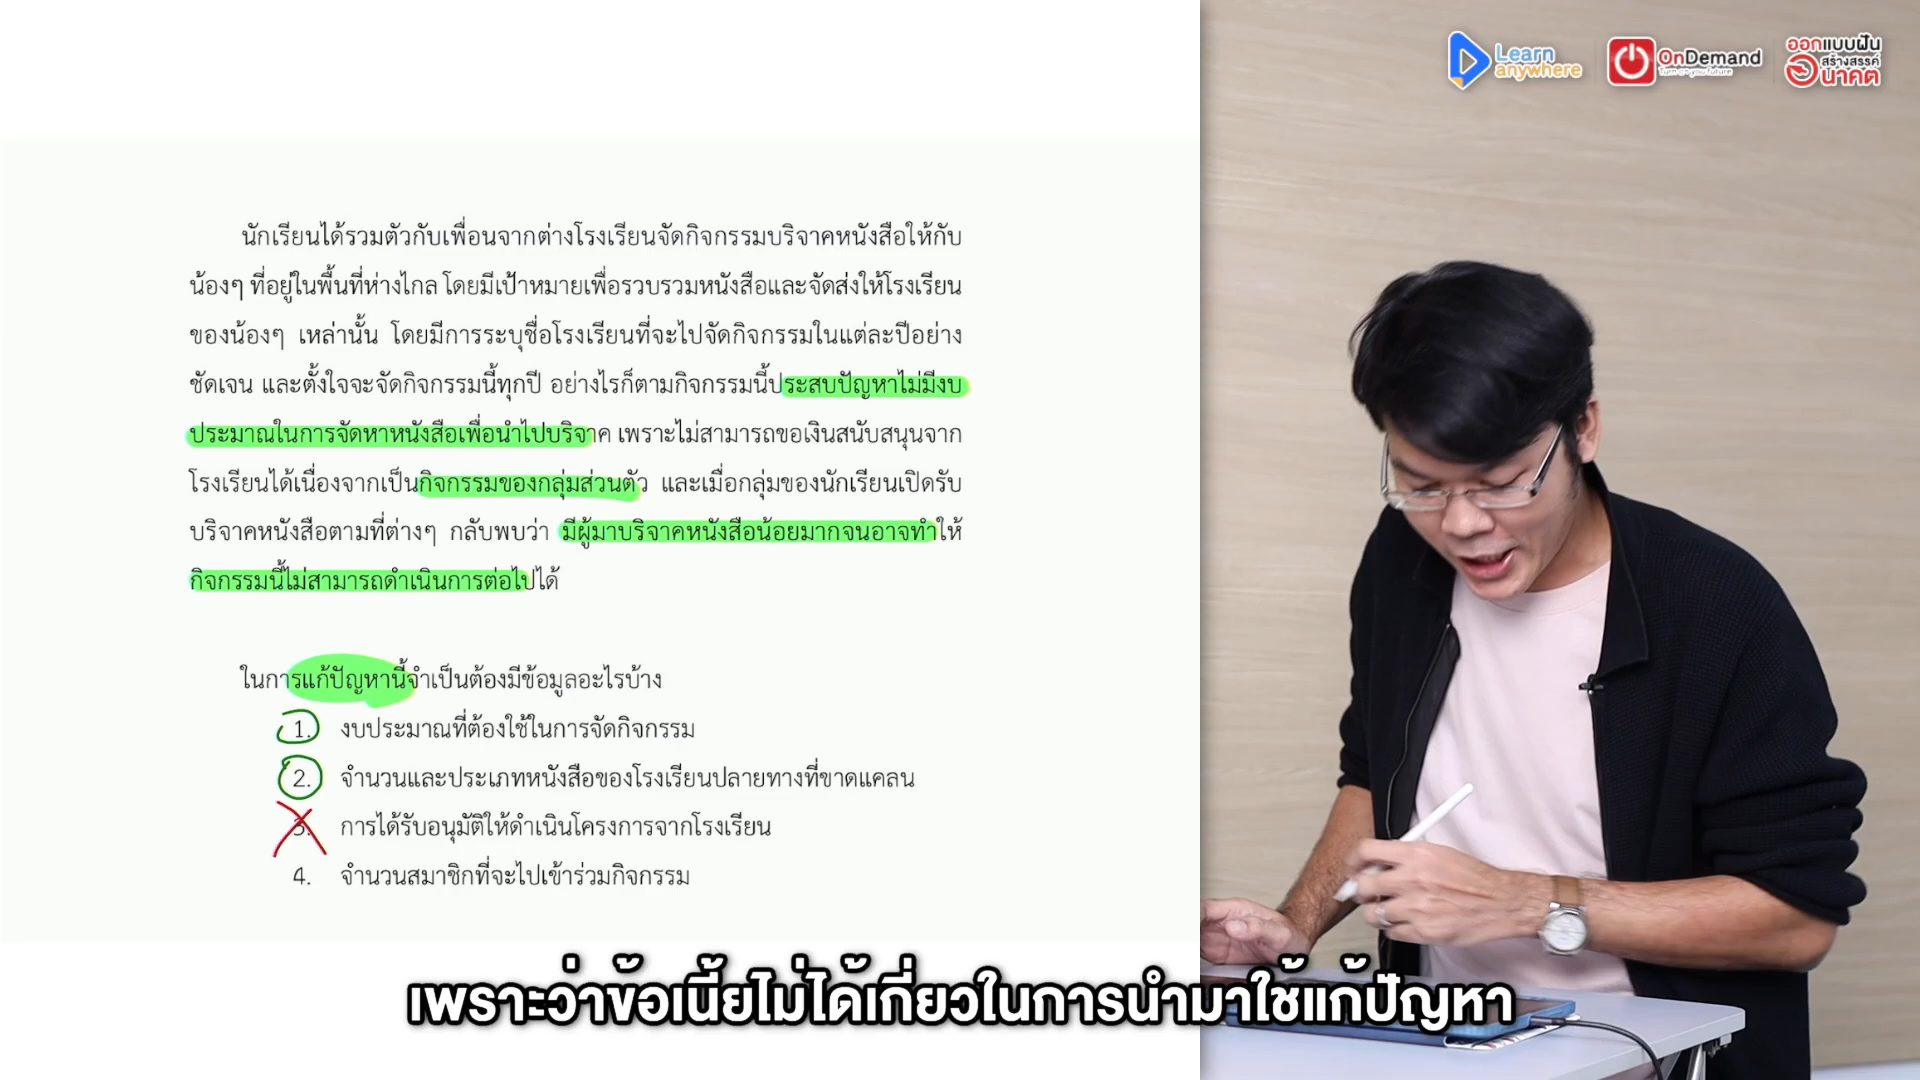 Learn
anywhere
OnDemand
Turn on your future
ออกแบบฝัน
สร้างสรรค์
อนาคต
นักเรียนได้รวมตัวกับเพื่อนจากต่างโรงเรียนจัดกิจกรรมบริจาคหนังสือให้กับ
น้องๆ ที่อยู่ในพื้นที่ห่างไกล โดยมีเป้าหมายเพื่อรวบรวมหนังสือและจัดส่งให้โรงเรียน
ของน้องๆ เหล่านั้น โดยมีการระบุชื่อโรงเรียนที่จะไปจัดกิจกรรมในแต่ละปีอย่าง
ชัดเจน และตั้งใจจะจัดกิจกรรมนี้ทุกปี อย่างไรก็ตามกิจกรรมนี้ประสบปัญหาไม่มีงบ
ประมาณในการจัดหาหนังสือเพื่อนำไปบริจาค เพราะไม่สามารถขอเงินสนับสนุนจาก
โรงเรียนได้เนื่องจากเป็นกิจกรรมของกลุ่มส่วนตัว และเมื่อกลุ่มของนักเรียนเปิดรับ
บริจาคหนังสือตามที่ต่างๆ กลับพบว่า มีผู้มาบริจาคหนังสือน้อยมากจนอาจทำให้
กิจกรรมนี้ไม่สามารถดำเนินการต่อไปได้
ในการแก้ปัญหานี้จำเป็นต้องมีข้อมูลอะไรบ้าง
1. งบประมาณที่ต้องใช้ในการจัดกิจกรรม
2. จำนวนและประเภทหนังสือของโรงเรียนปลายทางที่ขาดแคลน
3. การได้รับอนุมัติให้ดำเนินโครงการจากโรงเรียน
4. จำนวนสมาชิกที่จะไปเข้าร่วมกิจกรรม
เพราะว่าข้อเนี้ยไม่ได้เกี่ยวในการนำมาใช้แก้ปัญหา